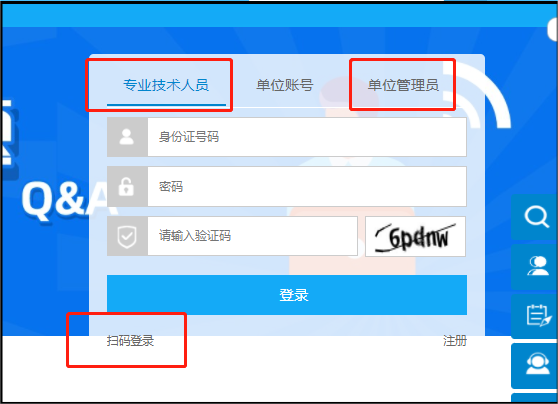 专业技术人员 单位账号 单位管理员
身份证号码
Q&A
密码
请输入验证码 6pdnw
登录
扫码登录 注册